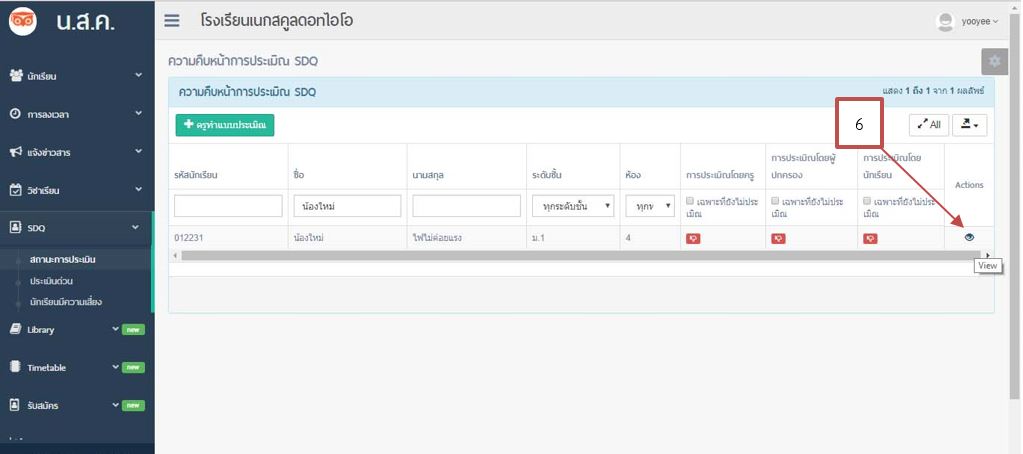 น.ส.ค.
โรงเรียนเนกสคูลดอทไอโอ
yooyee
นักเรียน
การลงเวลา
แจ้งข่าวสาร
วิชาเรียน
SDQ
สถานะการประเมิน
ประเมินด่วน
นักเรียนมีความเสี่ยง
Library new
Timetable new
รับสมัคร new
ความคืบหน้าการประเมิน SDQ
ความคืบหน้าการประเมิณ SDQ
แสดง 1 ถึง 1 จาก 1 ผลลัพธ์
ครูทำแบบประเมิณ
6
All
รหัสนักเรียน ชื่อ นามสกุล ระดับชั้น ห้อง การประเมิณโดยครู การประเมิณโดยผู้ปกครอง การประเมิณโดยนักเรียน Actions
น้องใหม่ ทุกระดับชั้น ทุกห
เฉพาะที่ยังไม่ประเมิณ เฉพาะที่ยังไม่ประเมิณ เฉพาะที่ยังไม่ประเมิณ
012231 น้องใหม่ ไฟไม่ค่อยแรง ม.1 4
View